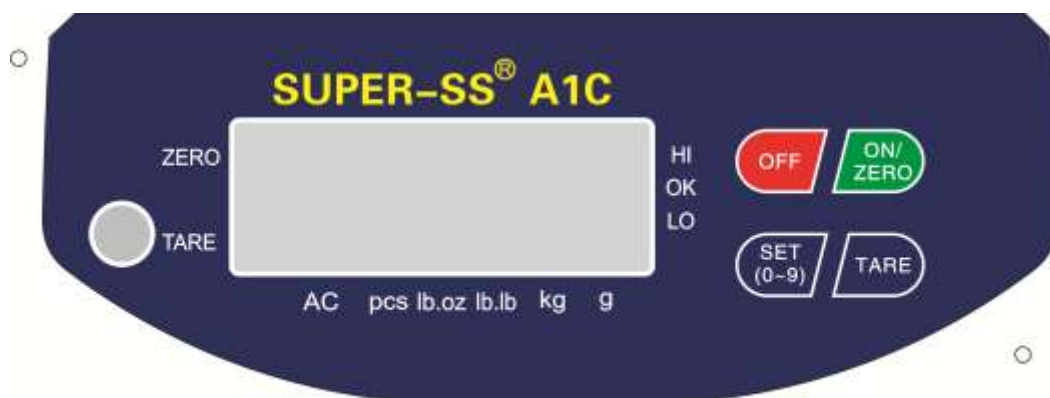 SUPER–SS® A1C
ZERO
TARE
HI
OK
LO
OFF
ON/
ZERO
SET
(0~9)
TARE
AC pcs lb.oz lb.lb kg g